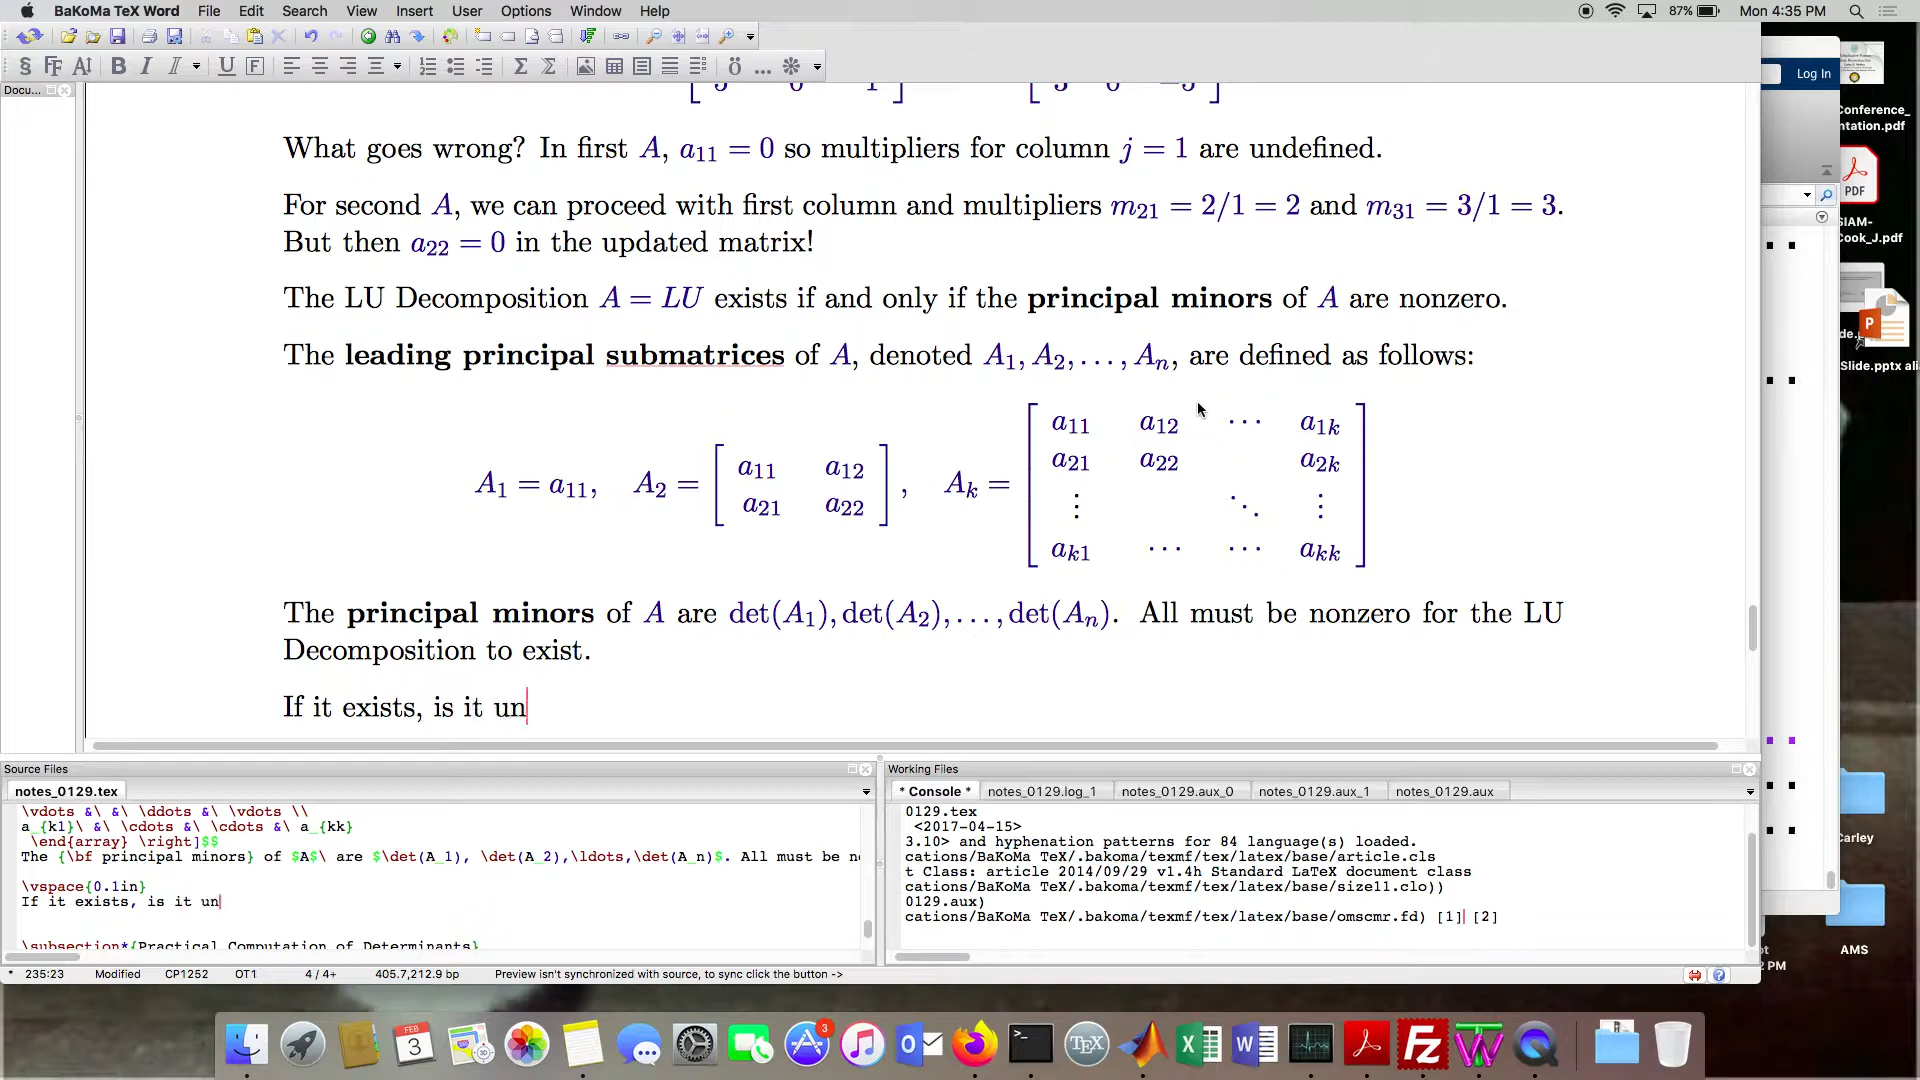 BaKoMa TeX Word File Edit Search View Insert User Options Window Help
87% Mon 4:35 PM
Docu...
Log In
What goes wrong? In first A, a₁₁ = 0 so multipliers for column j = 1 are undefined.
For second A, we can proceed with first column and multipliers m₂₁ = 2/1 = 2 and m₃₁ = 3/1 = 3.
But then a₂₂ = 0 in the updated matrix!
The LU Decomposition A = LU exists if and only if the principal minors of A are nonzero.
The leading principal submatrices of A, denoted A₁, A₂, . . . , Aₙ, are defined as follows:
a₁₁ a₁₂ ··· a₁ₖ
a₂₁ a₂₂ a₂ₖ
A₁ = a₁₁, A₂ = [ a₁₁ a₁₂ a₂₁ a₂₂ ] , Aₖ =
⋮ ⋱ ⋮
aₖ₁ ··· ··· aₖₖ
The principal minors of A are det(A₁), det(A₂), . . . , det(Aₙ). All must be nonzero for the LU
Decomposition to exist.
If it exists, is it un
Source Files
notes_0129.tex
\vdots &\ &\ \ddots &\ \vdots \\
a_{k1}\ &\ \cdots &\ \cdots &\ a_{kk}
\end{array} \right]$$
The {\bf principal minors} of $A$\ are $\det(A_1), \det(A_2),\ldots,\det(A_n)$. All must be no
\vspace{0.1in}
If it exists, is it un
\subsection*{Practical Computation of Determinants}
Working Files
* Console * notes_0129.log_1 notes_0129.aux_0 notes_0129.aux_1 notes_0129.aux
0129.tex
<2017-04-15>
3.10> and hyphenation patterns for 84 language(s) loaded.
cations/BaKoMa TeX/.bakoma/texmf/tex/latex/base/article.cls
t Class: article 2014/09/29 v1.4h Standard LaTeX document class
cations/BaKoMa TeX/.bakoma/texmf/tex/latex/base/size11.clo))
0129.aux)
cations/BaKoMa TeX/.bakoma/texmf/tex/latex/base/omscmr.fd) [1] [2]
* 235:23 Modified CP1252 OT1 4 / 4+ 405.7,212.9 bp Preview isn't synchronized with source, to sync click the button ->
Conference_
ntation.pdf
PDF
SIAM-
Cook_J.pdf
Slide.pptx ali
Carley
AMS
2 PM
FEB
3
3
TEX